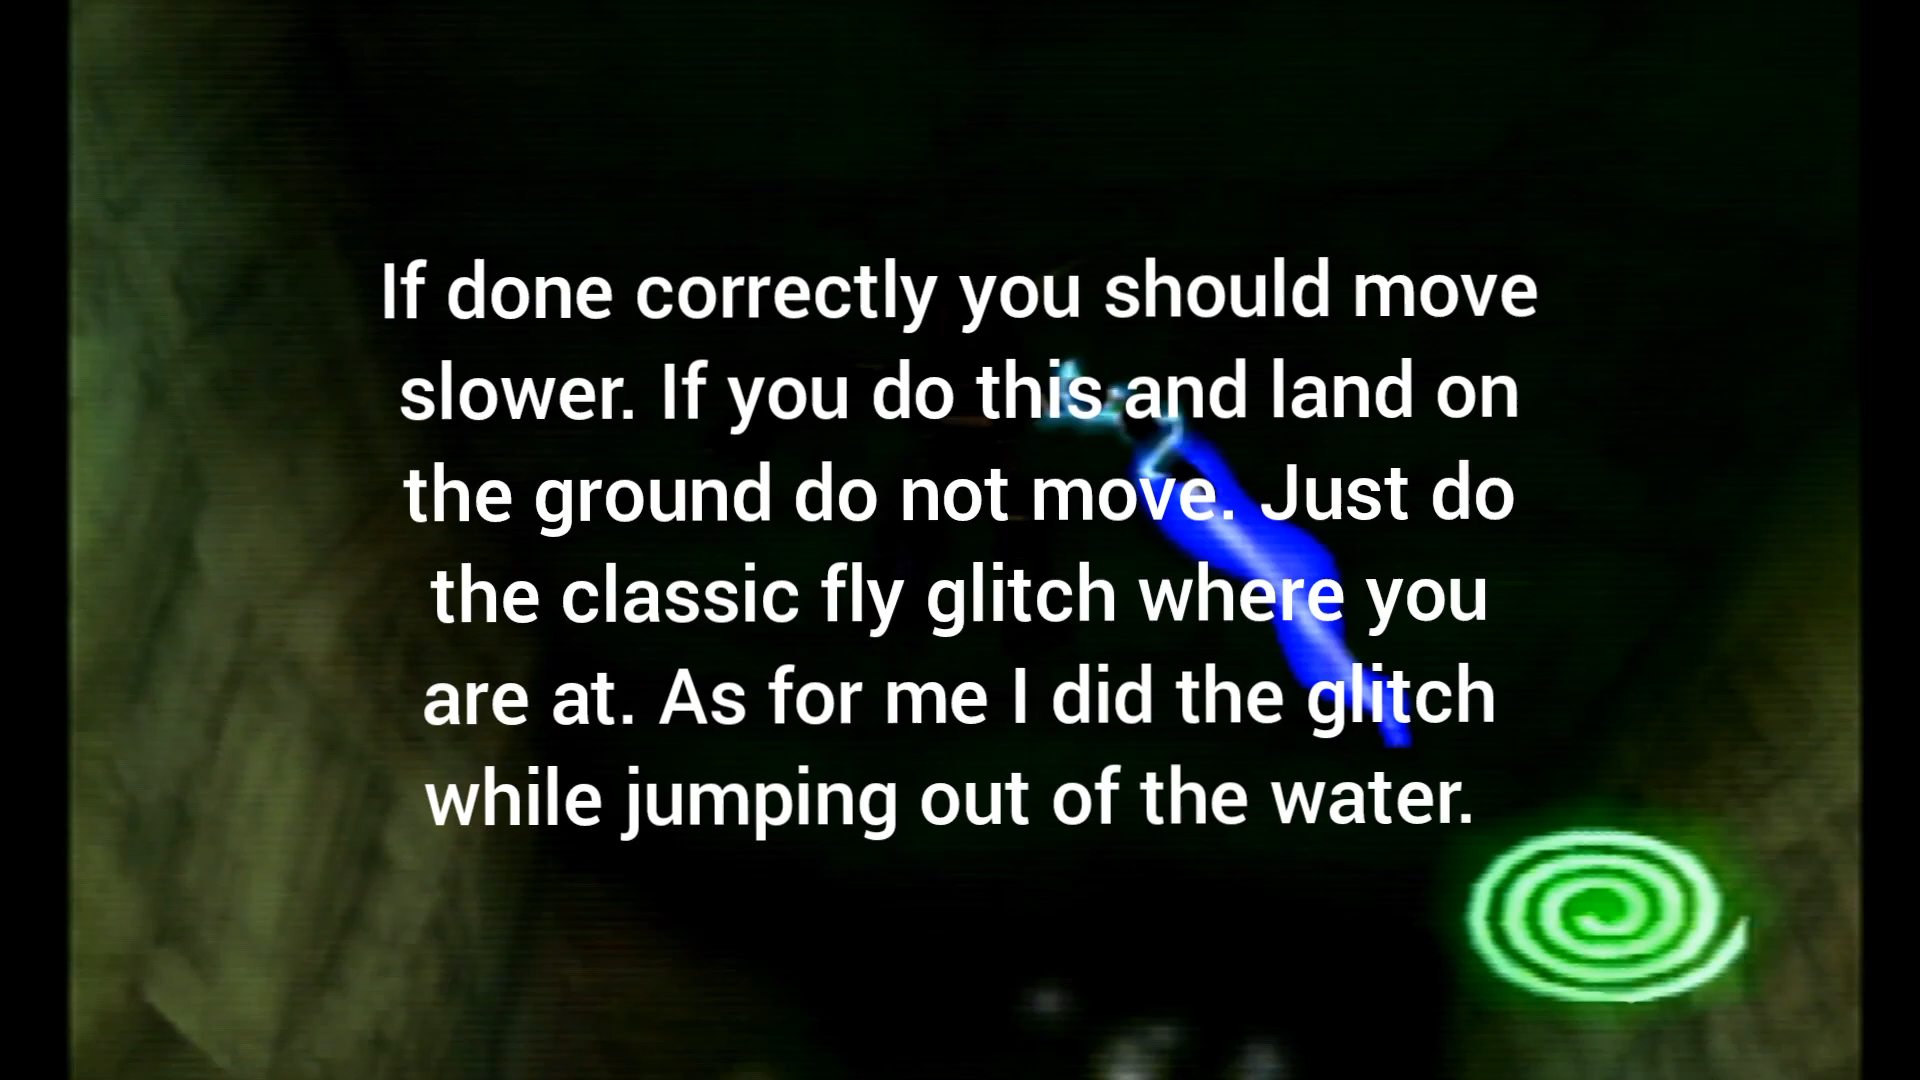 If done correctly you should move
slower. If you do this and land on
the ground do not move. Just do
the classic fly glitch where you
are at. As for me I did the glitch
while jumping out of the water.